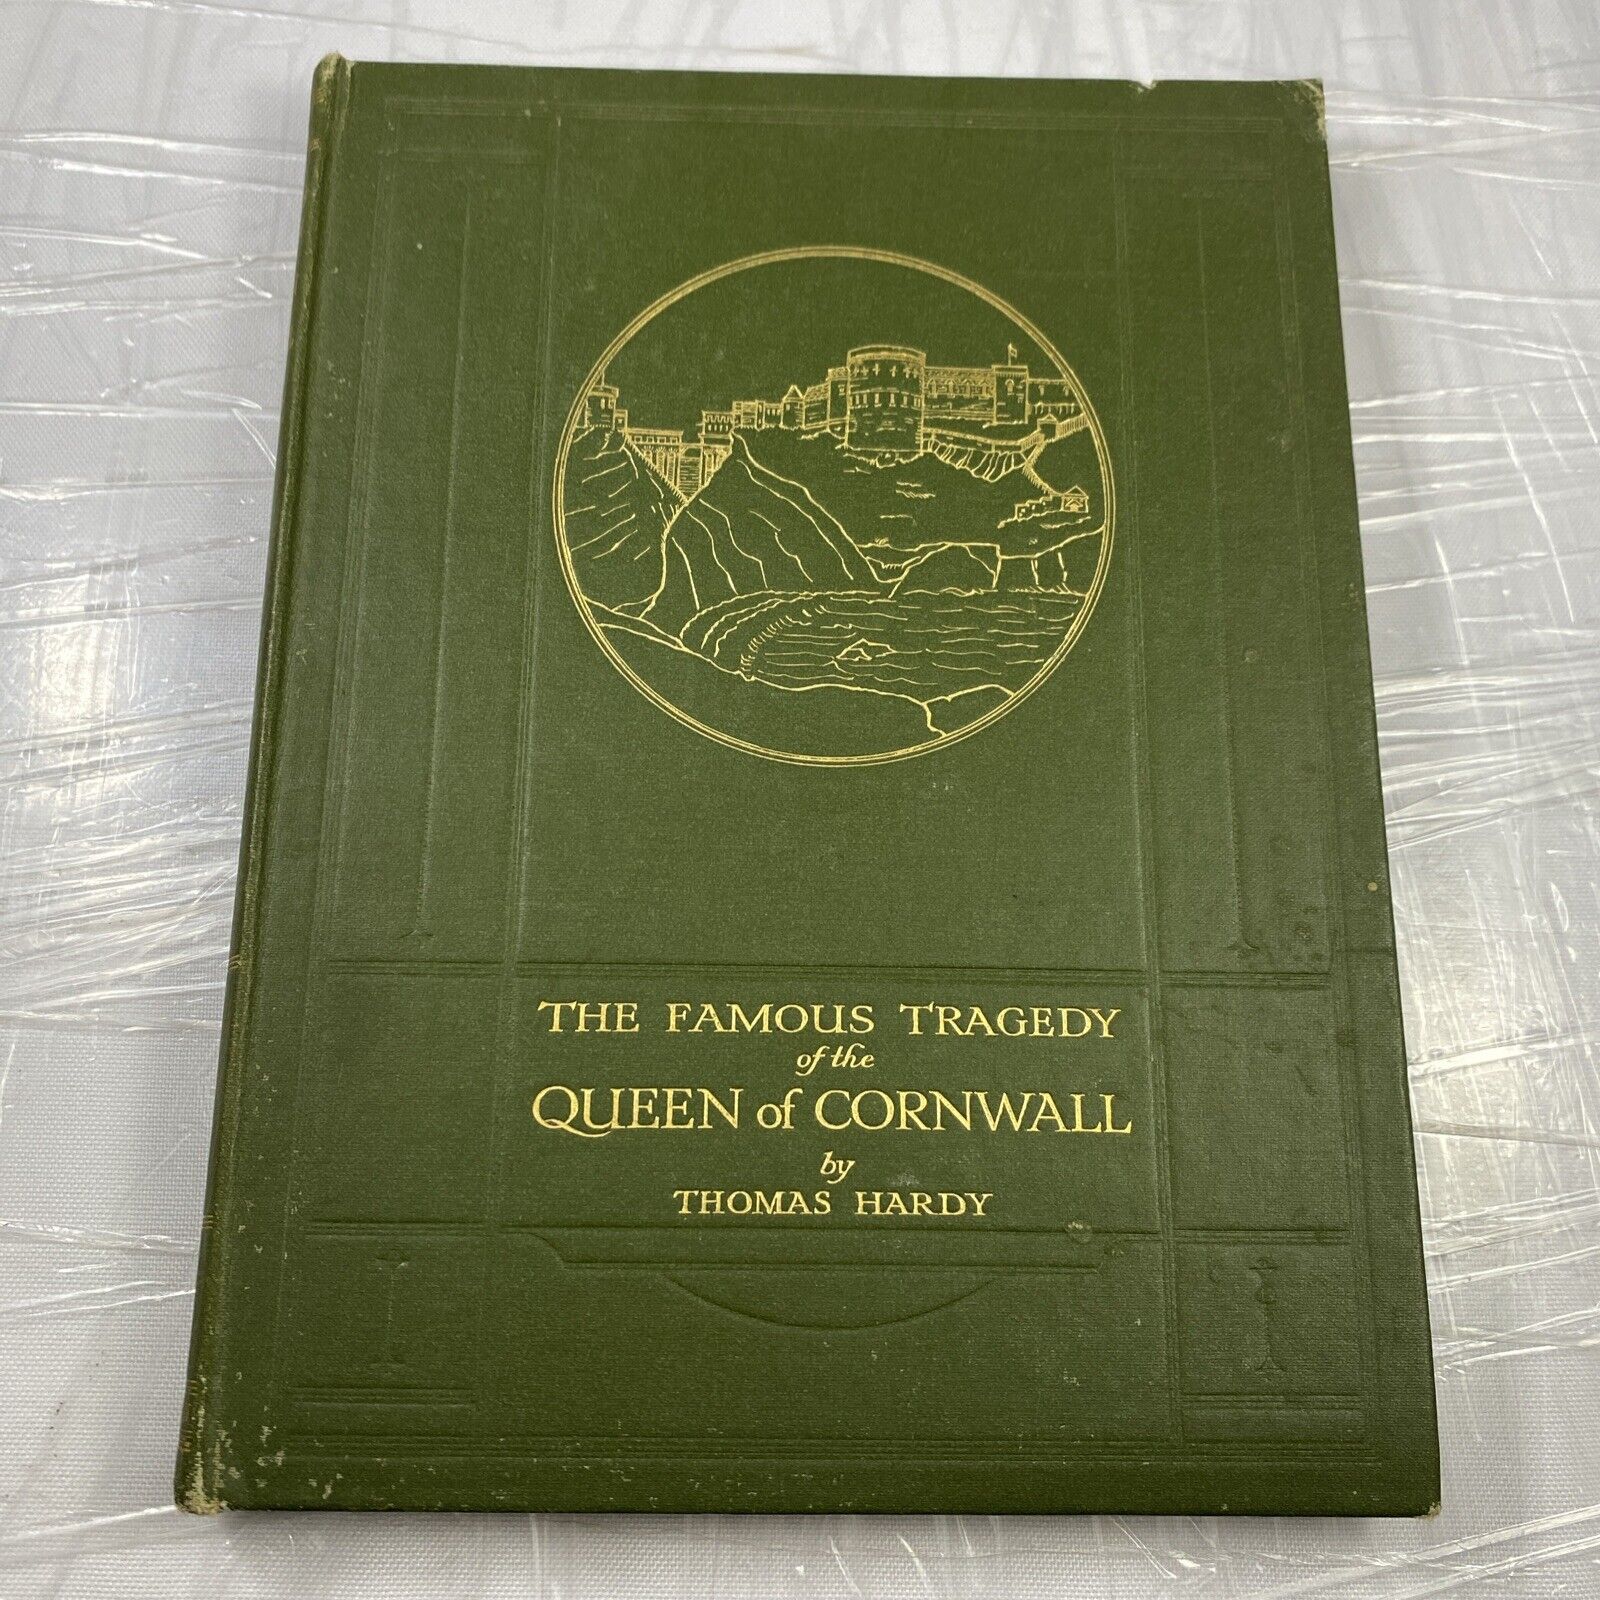 THE FAMOUS TRAGEDY
of the
QUEEN of CORNWALL
by
THOMAS HARDY